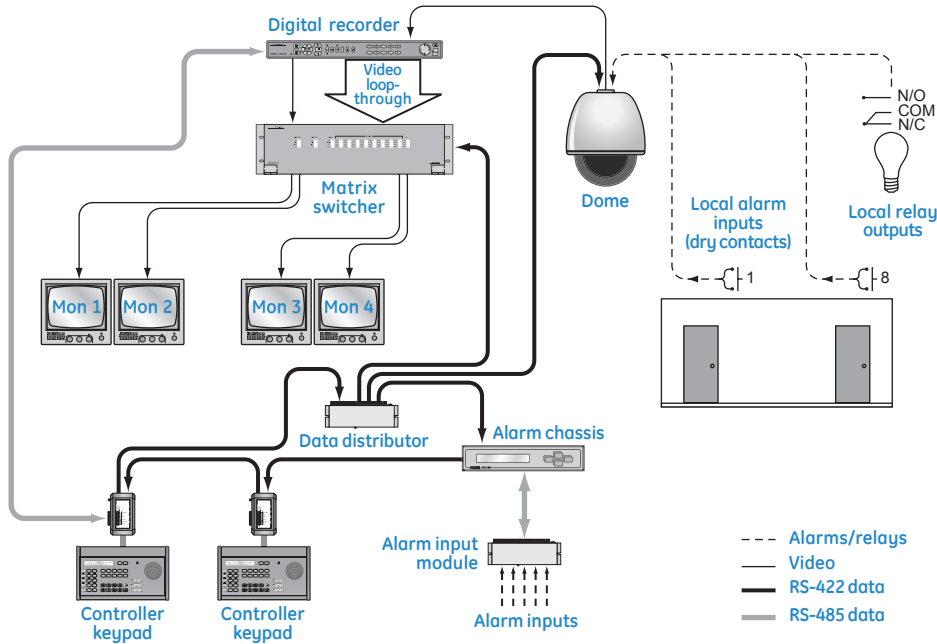 Digital recorder
Video
loop-
through
N/O
COM
N/C
Matrix
switcher
Dome
Local alarm
inputs
(dry contacts)
Local relay
outputs
1
8
Mon 1
Mon 2
Mon 3
Mon 4
Data distributor
Alarm chassis
Alarm input
module
Controller
keypad
Controller
keypad
Alarm inputs
Alarms/relays
Video
RS-422 data
RS-485 data